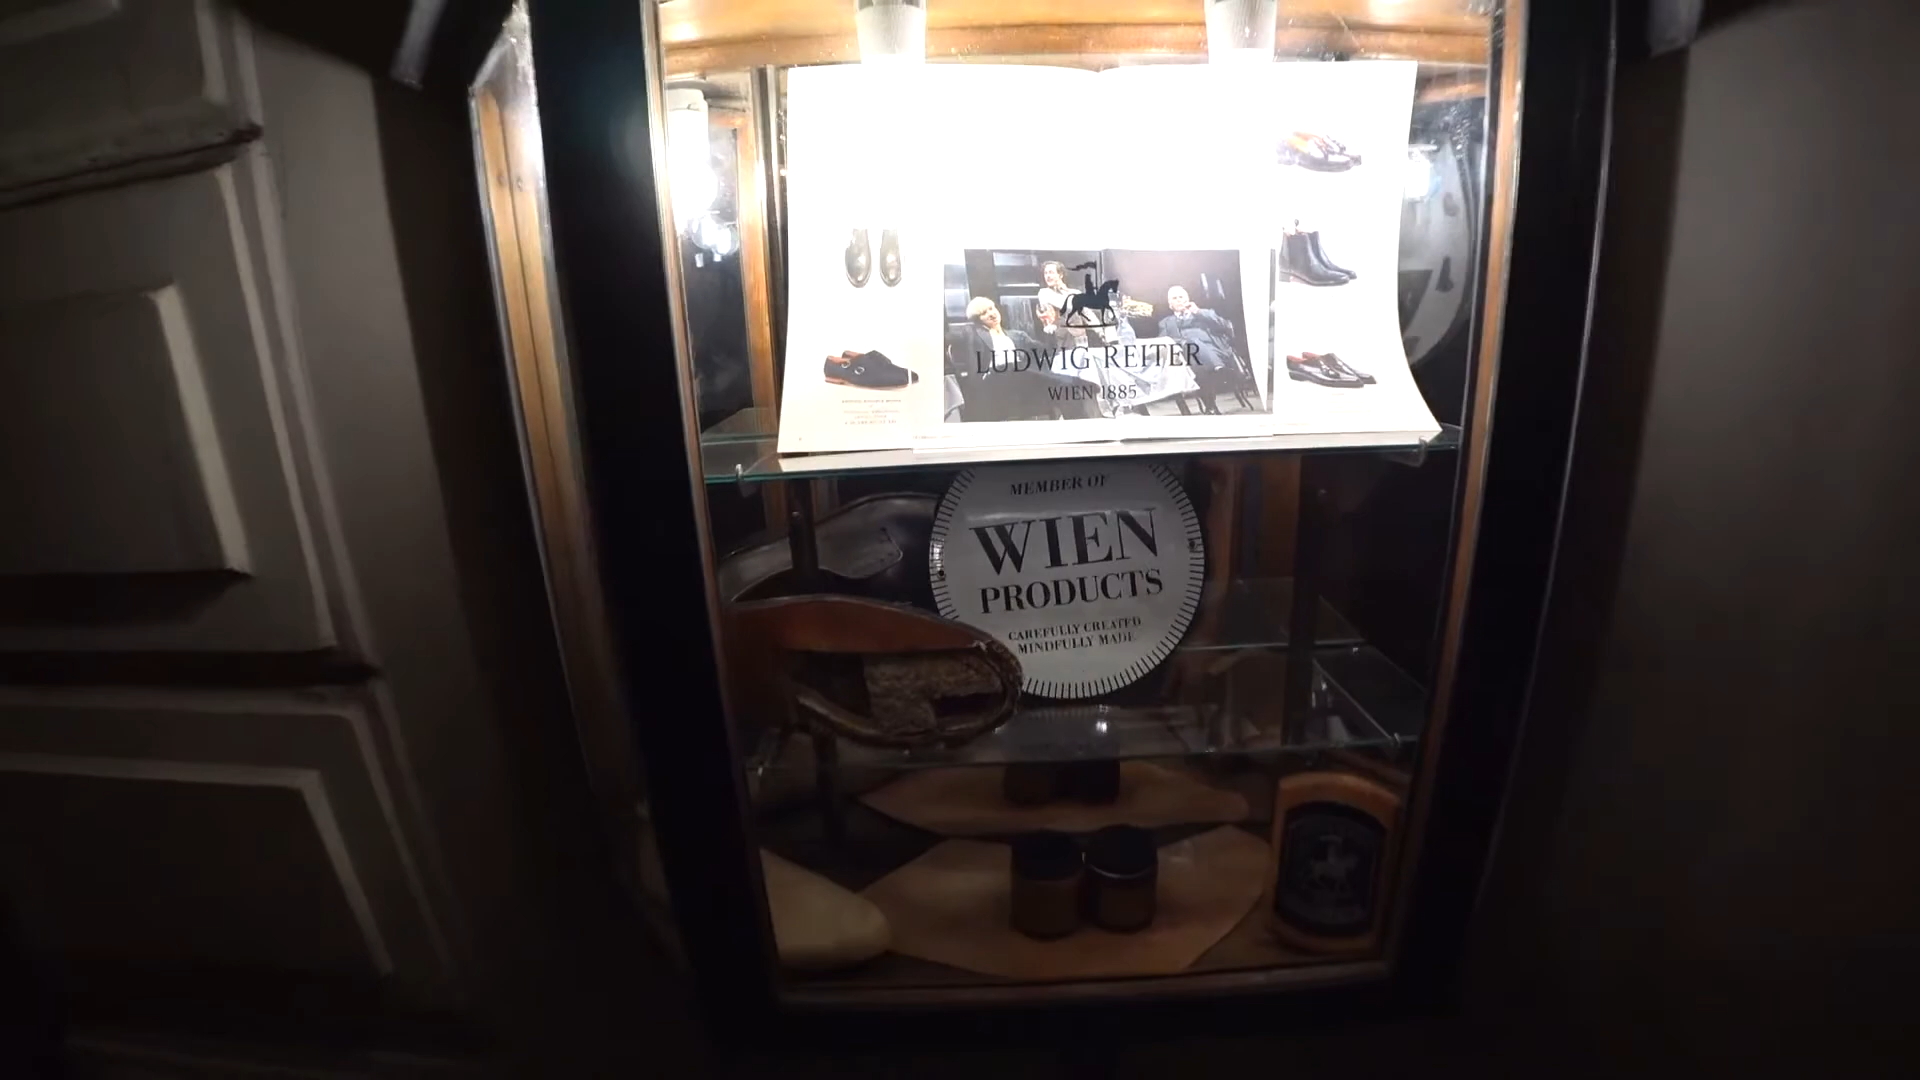 LUDWIG REITER
WIEN 1885
MEMBER OF
WIEN
PRODUCTS
CAREFULLY CREATED
MINDFULLY MADE